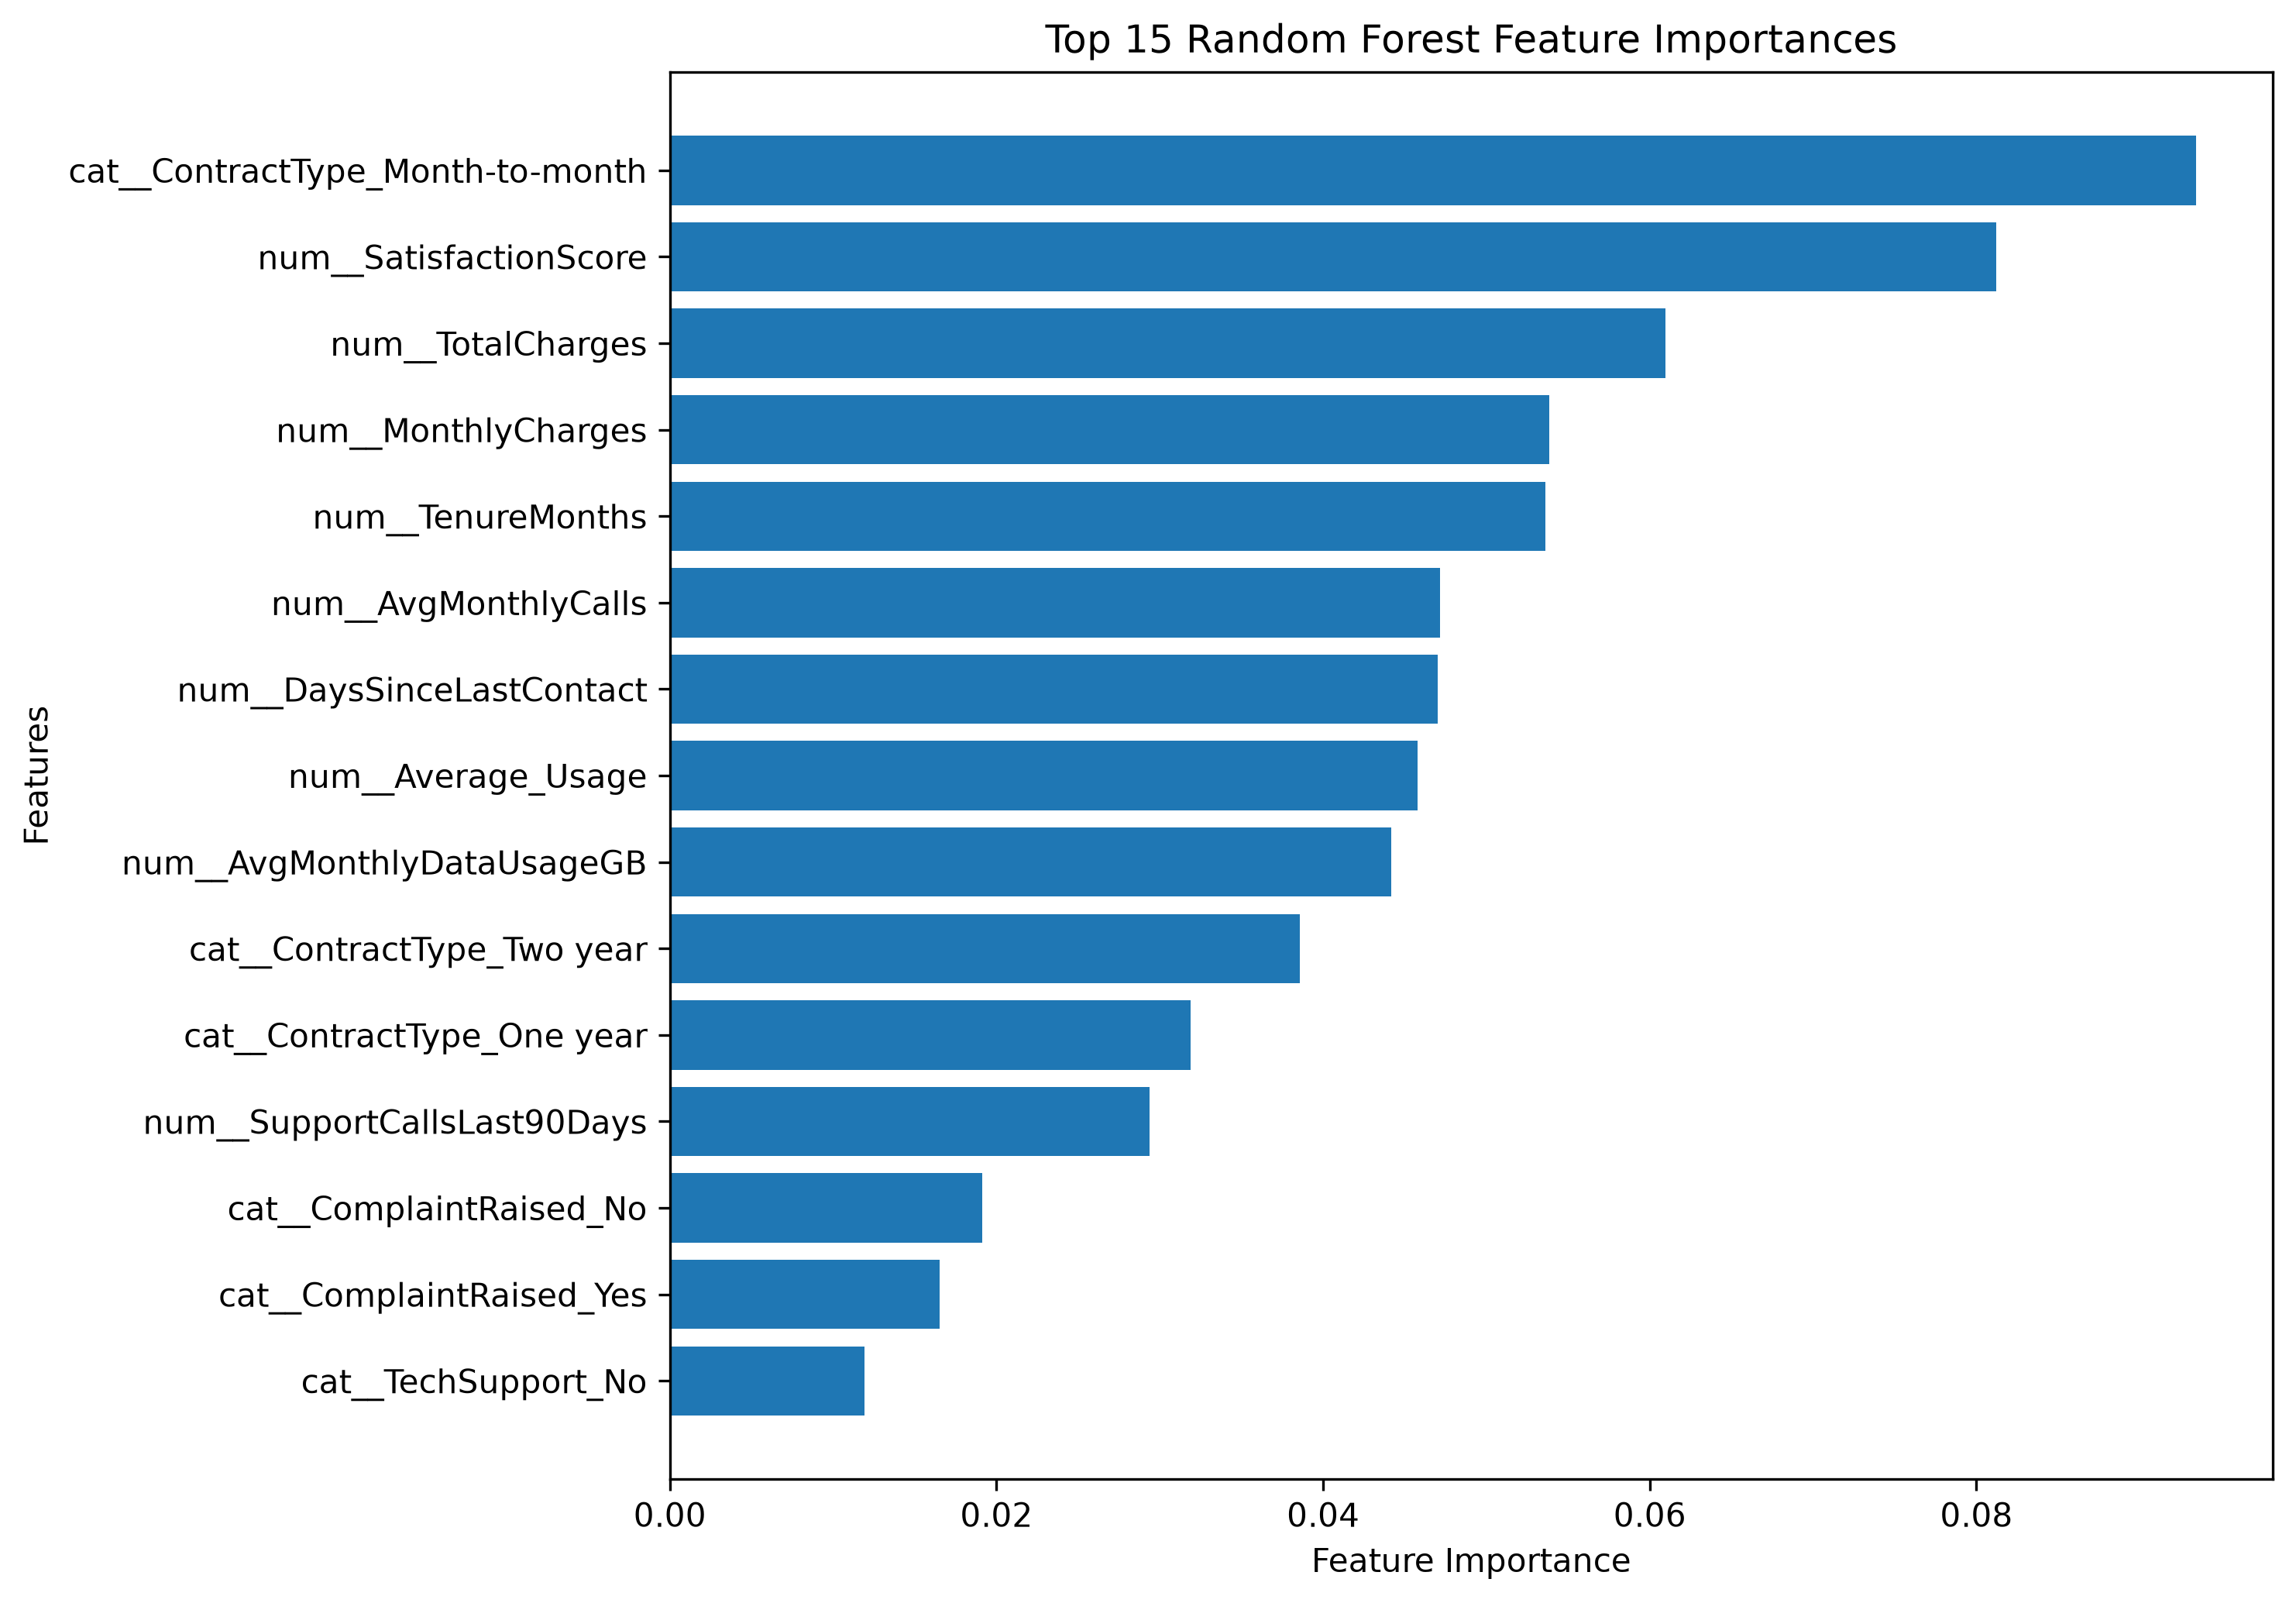 Top 15 Random Forest Feature Importances
Features
cat__ContractType_Month-to-month
num__SatisfactionScore
num__TotalCharges
num__MonthlyCharges
num__TenureMonths
num__AvgMonthlyCalls
num__DaysSinceLastContact
num__Average_Usage
num__AvgMonthlyDataUsageGB
cat__ContractType_Two year
cat__ContractType_One year
num__SupportCallsLast90Days
cat__ComplaintRaised_No
cat__ComplaintRaised_Yes
cat__TechSupport_No
0.00 0.02 0.04 0.06 0.08
Feature Importance